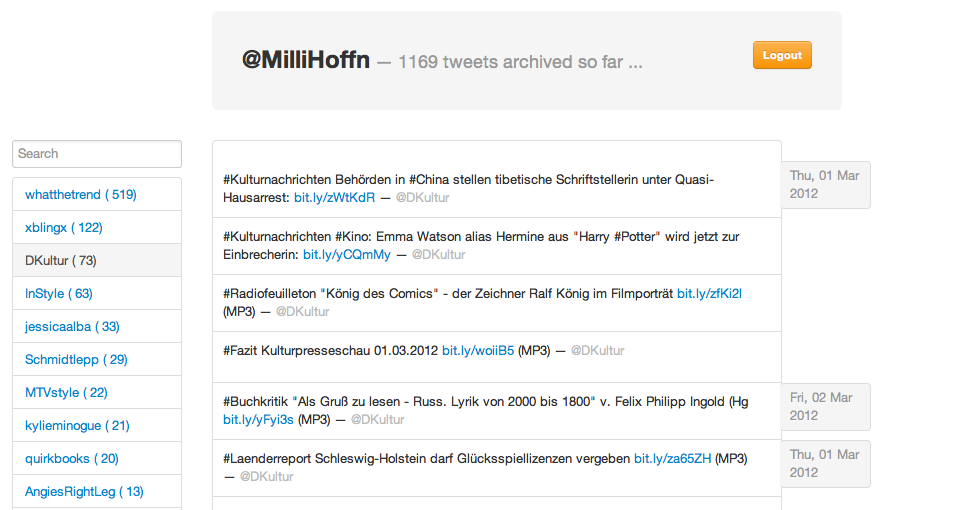 @MilliHoffn — 1169 tweets archived so far ...
Logout
Search
whatthetrend ( 519)
xblingx ( 122)
DKultur ( 73)
InStyle ( 63)
jessicaalba ( 33)
Schmidtlepp ( 29)
MTVstyle ( 22)
kylieminogue ( 21)
quirkbooks ( 20)
AngiesRightLeg ( 13)
#Kulturnachrichten Behörden in #China stellen tibetische Schriftstellerin unter Quasi-
Hausarrest: bit.ly/zWtKdR — @DKultur
Thu, 01 Mar
2012
#Kulturnachrichten #Kino: Emma Watson alias Hermine aus "Harry #Potter" wird jetzt zur
Einbrecherin: bit.ly/yCQmMy — @DKultur
#Radiofeuilleton "König des Comics" - der Zeichner Ralf König im Filmporträt bit.ly/zfKi2l
(MP3) — @DKultur
#Fazit Kulturpresseschau 01.03.2012 bit.ly/woiiB5 (MP3) — @DKultur
#Buchkritik "Als Gruß zu lesen - Russ. Lyrik von 2000 bis 1800" v. Felix Philipp Ingold (Hg
bit.ly/yFyi3s (MP3) — @DKultur
Fri, 02 Mar
2012
#Laenderreport Schleswig-Holstein darf Glücksspiellizenzen vergeben bit.ly/za65ZH (MP3)
— @DKultur
Thu, 01 Mar
2012